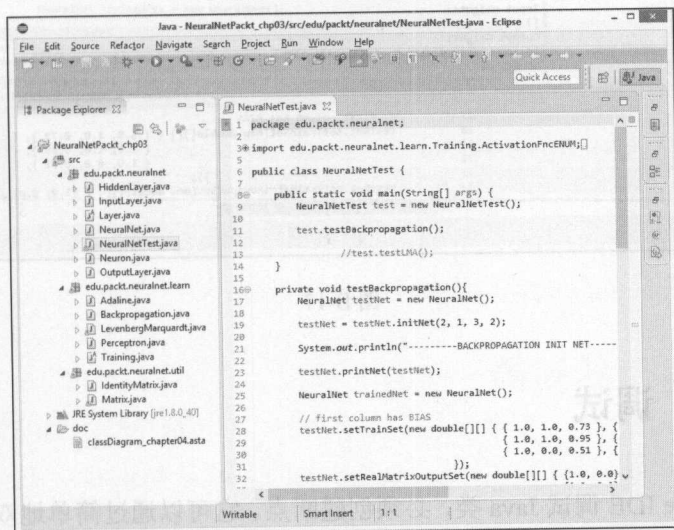 Java - NeuralNetPackt_chp03/src/edu/packt/neuralnet/NeuralNetTest.java - Eclipse
File Edit Source Refactor Navigate Search Project Run Window Help
Quick Access
Java
Package Explorer
NeuralNetPackt_chp03
src
edu.packt.neuralnet
HiddenLayer.java
InputLayer.java
Layer.java
NeuralNet.java
NeuralNetTest.java
Neuron.java
OutputLayer.java
edu.packt.neuralnet.learn
Adaline.java
Backpropagation.java
LevenbergMarquardt.java
Perceptron.java
Training.java
edu.packt.neuralnet.util
IdentityMatrix.java
Matrix.java
JRE System Library [jre1.8.0_40]
doc
classDiagram_chapter04.asta
NeuralNetTest.java
1 package edu.packt.neuralnet;
2
3 import edu.packt.neuralnet.learn.Training.ActivationFncENUM;
5
6 public class NeuralNetTest {
7
8 public static void main(String[] args) {
9 NeuralNetTest test = new NeuralNetTest();
10
11 test.testBackpropagation();
12
13 //test.testLMA();
14 }
15
16 private void testBackpropagation(){
17 NeuralNet testNet = new NeuralNet();
18
19 testNet = testNet.initNet(2, 1, 3, 2);
20
21 System.out.println("---------BACKPROPAGATION INIT NET-----
22
23 testNet.printNet(testNet);
24
25 NeuralNet trainedNet = new NeuralNet();
26
27 // first column has BIAS
28 testNet.setTrainSet(new double[][] { { 1.0, 1.0, 0.73 }, {
29 { 1.0, 1.0, 0.95 }, {
30 { 1.0, 0.0, 0.51 }, {
31 });
32 testNet.setRealMatrixOutputSet(new double[][] { {1.0, 0.0}
Writable Smart Insert 1 : 1
调试